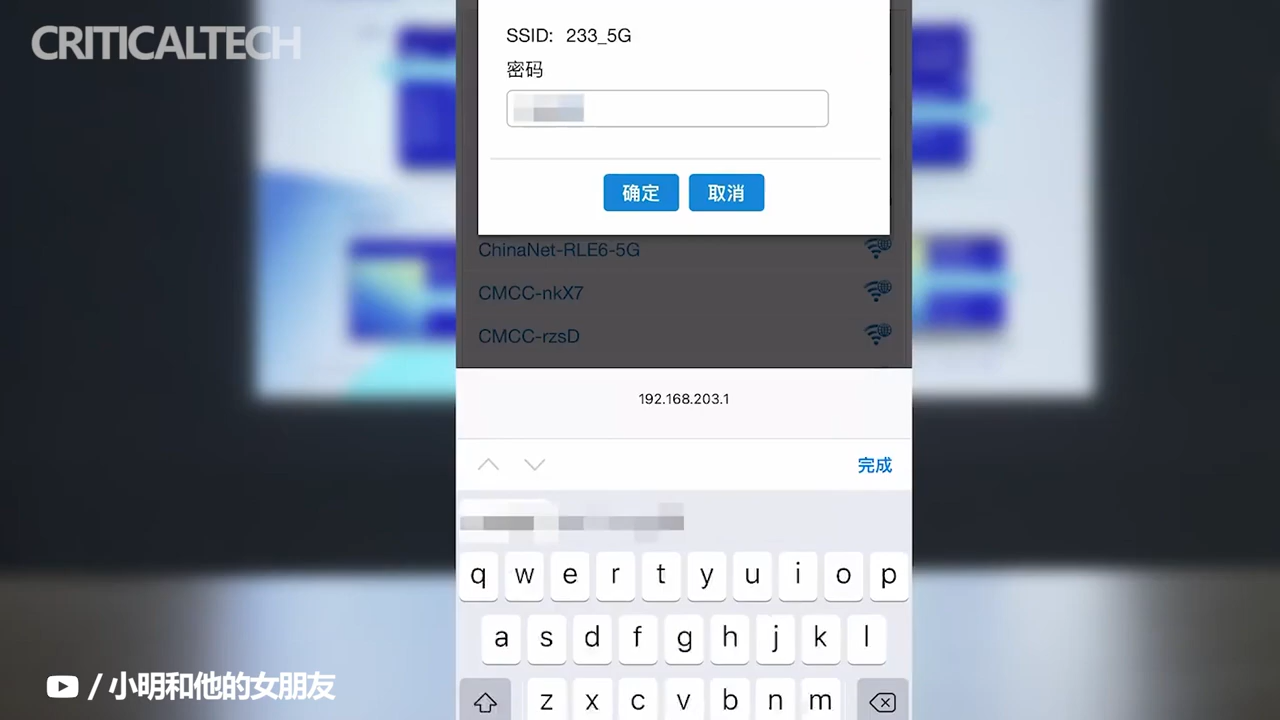 CRITICALTECH
SSID: 233_5G
密码
确定 取消
ChinaNet-RLE6-5G
CMCC-nkX7
CMCC-rzsD
192.168.203.1
完成
q w e r t y u i o p
a s d f g h j k l
z x c v b n m
/ 小明和他的女朋友